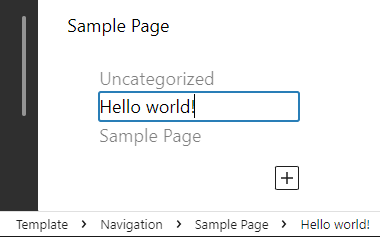 Sample Page
Uncategorized
Hello world!
Sample Page
Template > Navigation > Sample Page > Hello world!